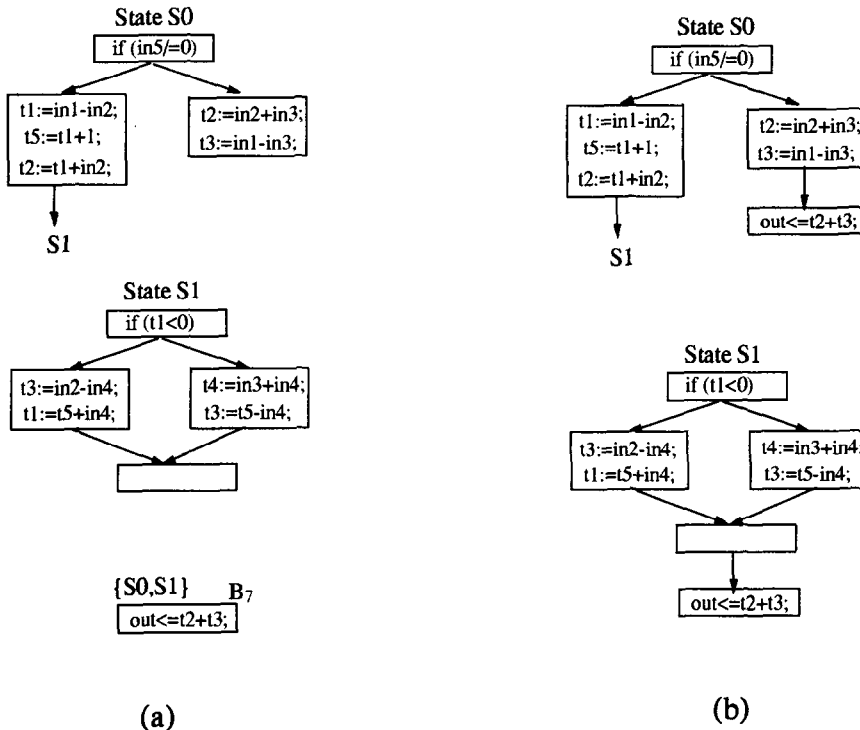 State S0
if (in5/=0)
t1:=in1-in2;
t5:=t1+1;
t2:=t1+in2;
t2:=in2+in3;
t3:=in1-in3;
S1
State S1
if (t1<0)
t3:=in2-in4;
t1:=t5+in4;
t4:=in3+in4;
t3:=t5-in4;
{S0,S1} B7
out<=t2+t3;
(a)
State S0
if (in5/=0)
t1:=in1-in2;
t5:=t1+1;
t2:=t1+in2;
t2:=in2+in3;
t3:=in1-in3;
out<=t2+t3;
S1
State S1
if (t1<0)
t3:=in2-in4;
t1:=t5+in4;
t4:=in3+in4;
t3:=t5-in4;
out<=t2+t3;
(b)